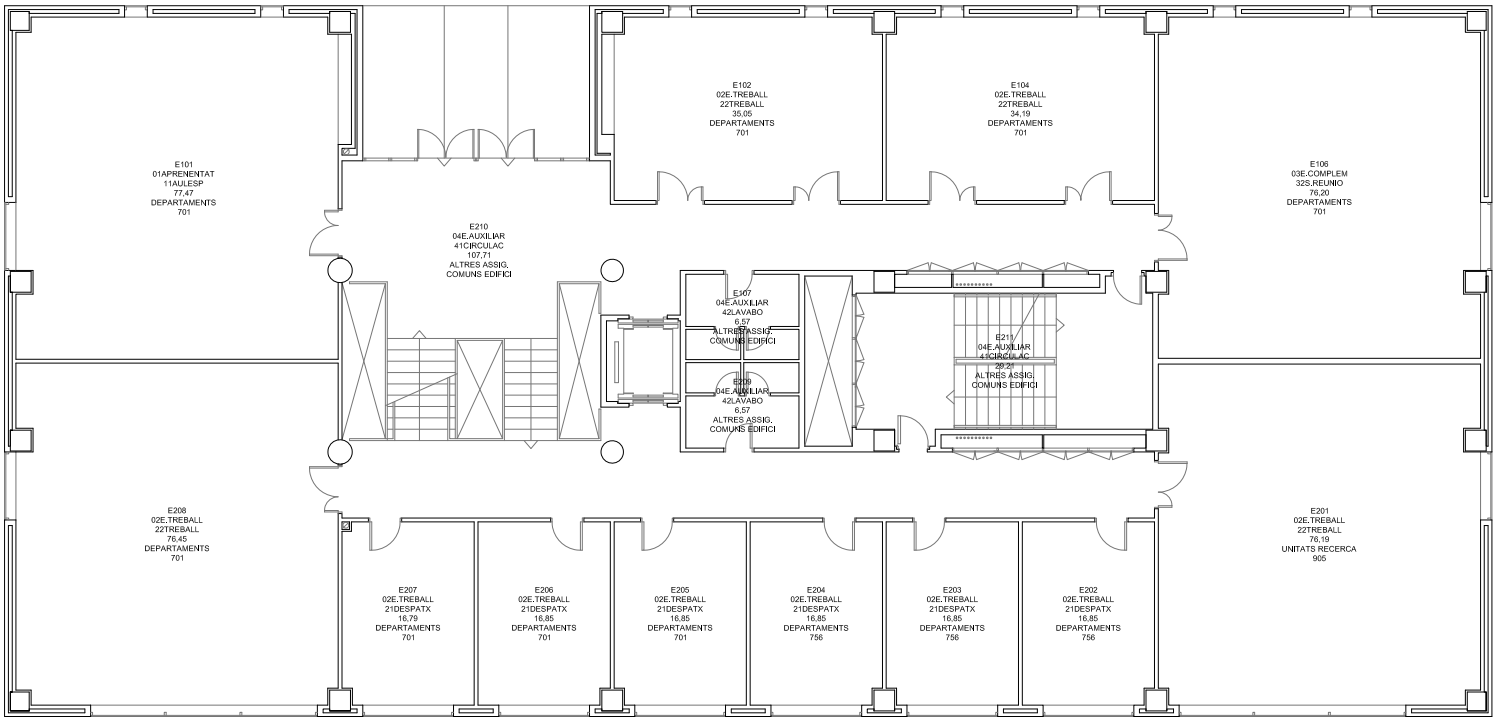 E102
02E.TREBALL
22TREBALL
35,05
DEPARTAMENTS
701
E104
02E.TREBALL
22TREBALL
34,19
DEPARTAMENTS
701
E101
01APRENENTAT
11AULESP
77,47
DEPARTAMENTS
701
E106
03E.COMPLEM
32S.REUNIO
76,20
DEPARTAMENTS
701
E210
04E.AUXILIAR
41CIRCULAC
107,71
ALTRES ASSIG.
COMUNS EDIFICI
E107
04E.AUXILIAR
42LAVABO
6,57
ALTRES ASSIG.
COMUNS EDIFICI
E211
04E.AUXILIAR
41CIRCULAC
29,21
ALTRES ASSIG.
COMUNS EDIFICI
E209
04E.AUXILIAR
42LAVABO
6,57
ALTRES ASSIG.
COMUNS EDIFICI
E208
02E.TREBALL
22TREBALL
76,45
DEPARTAMENTS
701
E201
02E.TREBALL
22TREBALL
76,19
UNITATS RECERCA
905
E207
02E.TREBALL
21DESPATX
16,79
DEPARTAMENTS
701
E206
02E.TREBALL
21DESPATX
16,85
DEPARTAMENTS
701
E205
02E.TREBALL
21DESPATX
16,85
DEPARTAMENTS
701
E204
02E.TREBALL
21DESPATX
16,85
DEPARTAMENTS
756
E203
02E.TREBALL
21DESPATX
16,85
DEPARTAMENTS
756
E202
02E.TREBALL
21DESPATX
16,85
DEPARTAMENTS
756